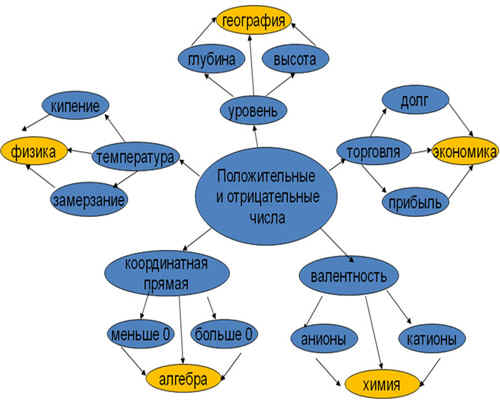 география
глубина
высота
уровень
кипение
физика
температура
замерзание
долг
торговля
экономика
прибыль
Положительные
и отрицательные
числа
координатная
прямая
меньше 0
больше 0
алгебра
валентность
анионы
катионы
химия